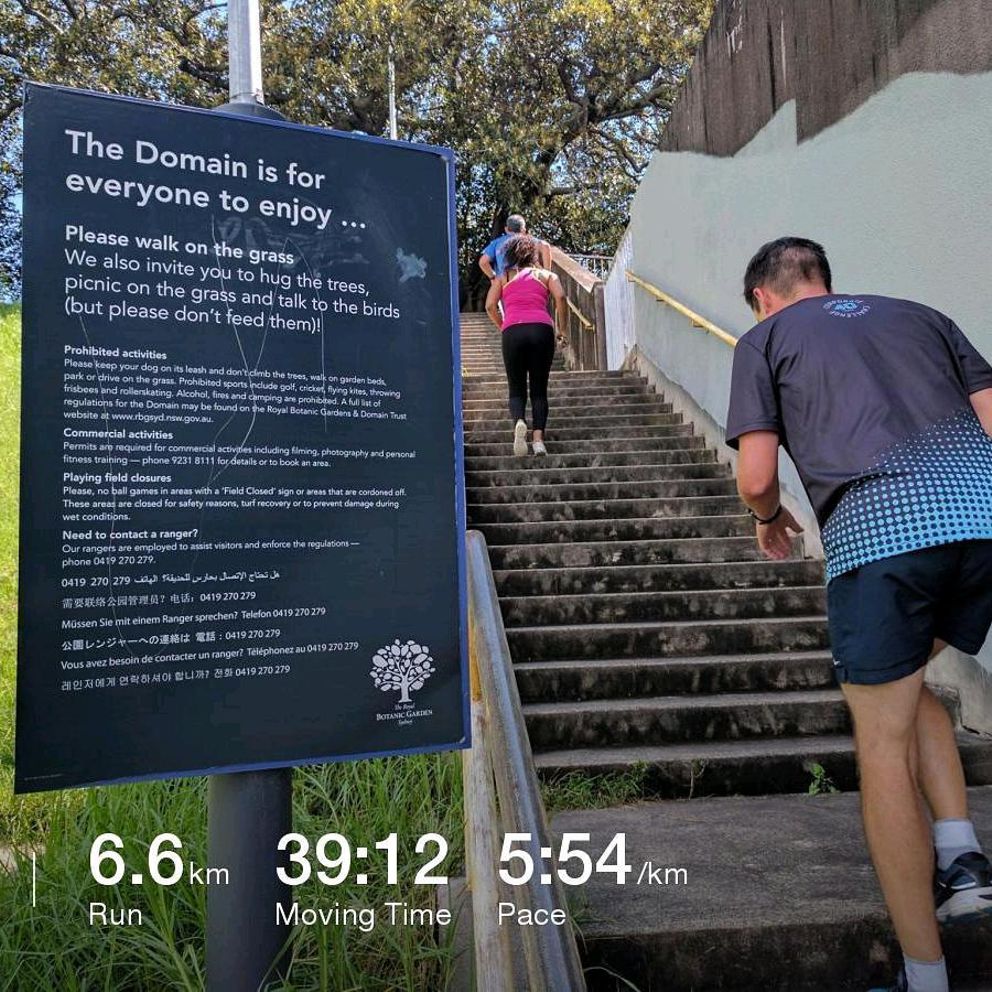 The Domain is for
everyone to enjoy ...
Please walk on the grass
We also invite you to hug the trees,
picnic on the grass and talk to the birds
(but please don't feed them)!
Prohibited activities
Please keep your dog on its leash and don't climb the trees, walk on garden beds,
park or drive on the grass. Prohibited sports include golf, cricket, flying kites, throwing
frisbees and rollerskating. Alcohol, fires and camping are prohibited. A full list of
regulations for the Domain may be found on the Royal Botanic Gardens & Domain Trust
website at www.rbgsyd.nsw.gov.au.
Commercial activities
Permits are required for commercial activities including filming, photography and personal
fitness training — phone 9231 8111 for details or to book an area.
Playing field closures
Please, no ball games in areas with a 'Field Closed' sign or areas that are cordoned off.
These areas are closed for safety reasons, turf recovery or to prevent damage during
wet conditions.
Need to contact a ranger?
Our rangers are employed to assist visitors and enforce the regulations —
phone 0419 270 279.
هل تحتاج الإتصال بحارس للحديقة؟ الهاتف 279 270 0419
需要联络公园管理员？电话：0419 270 279
Müssen Sie mit einem Ranger sprechen? Telefon 0419 270 279
公園レンジャーへの連絡は 電話：0419 270 279
Vous avez besoin de contacter un ranger? Téléphonez au 0419 270 279
레인저에게 연락하셔야 합니까? 전화 0419 270 279
The Royal
BOTANIC GARDEN
Sydney
6.6 km
Run
39:12
Moving Time
5:54 /km
Pace